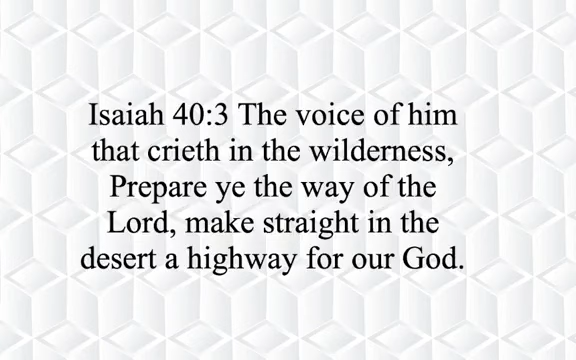 Isaiah 40:3 The voice of him
that crieth in the wilderness,
Prepare ye the way of the
Lord, make straight in the
desert a highway for our God.